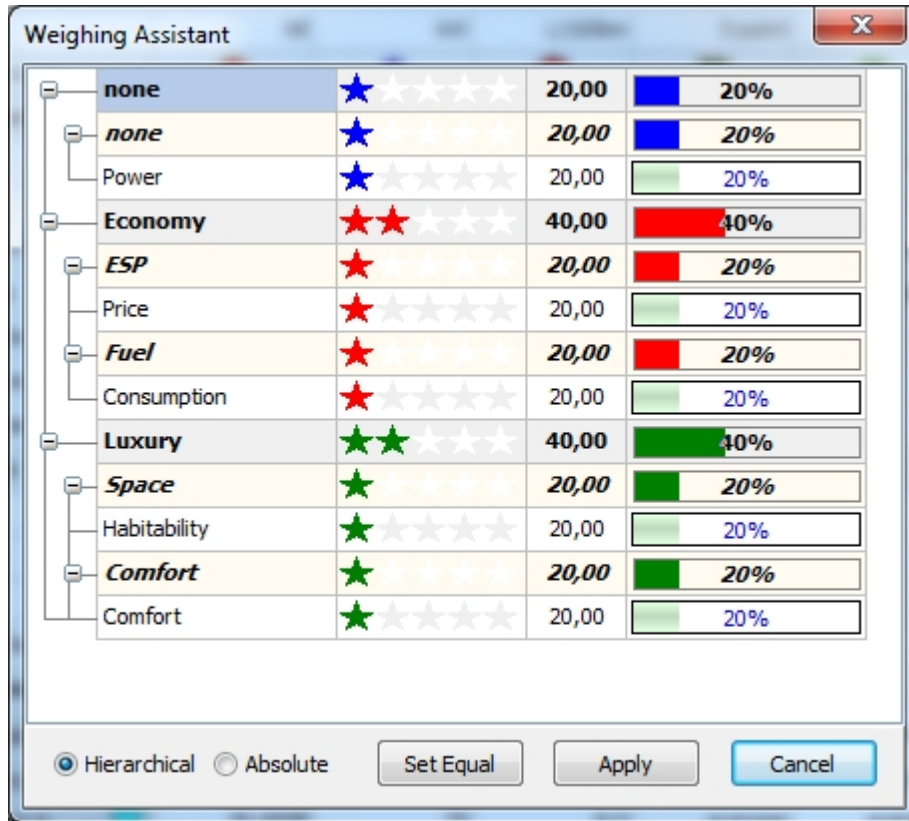 Weighing Assistant
none 20,00 20%
none 20,00 20%
Power 20,00 20%
Economy 40,00 40%
ESP 20,00 20%
Price 20,00 20%
Fuel 20,00 20%
Consumption 20,00 20%
Luxury 40,00 40%
Space 20,00 20%
Habitability 20,00 20%
Comfort 20,00 20%
Comfort 20,00 20%
Hierarchical Absolute Set Equal Apply Cancel